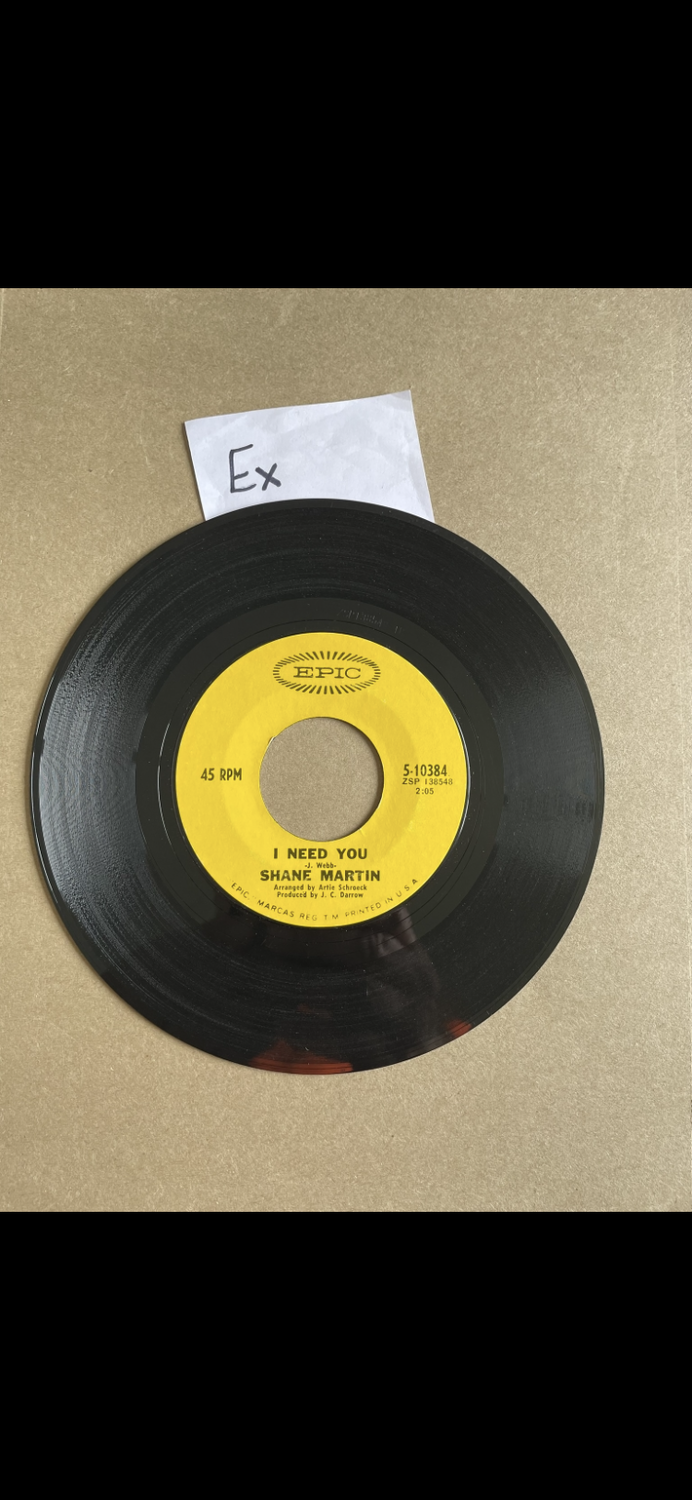 Ex
EPIC
45 RPM
5-10384
ZSP 138548
2:05
I NEED YOU
-J. Webb-
SHANE MARTIN
Arranged by Artie Schroeck
Produced by J. C. Darrow
EPIC. MARCAS REG. T.M. PRINTED IN U.S.A.